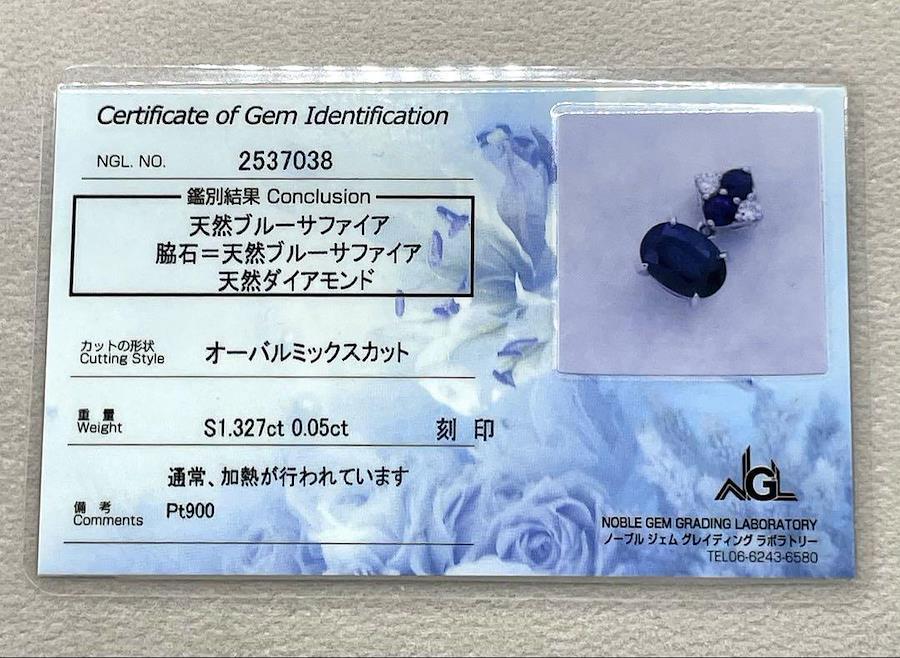 Certificate of Gem Identification
NGL. NO. 2537038
鑑別結果 Conclusion
天然ブルーサファイア
脇石＝天然ブルーサファイア
天然ダイアモンド
カットの形状
Cutting Style
オーバルミックスカット
重量
Weight
S1.327ct 0.05ct 刻印
通常、加熱が行われています
備考
Comments
Pt900
NGL
NOBLE GEM GRADING LABORATORY
ノーブル ジェム グレイディング ラボラトリー
TEL06-6243-6580